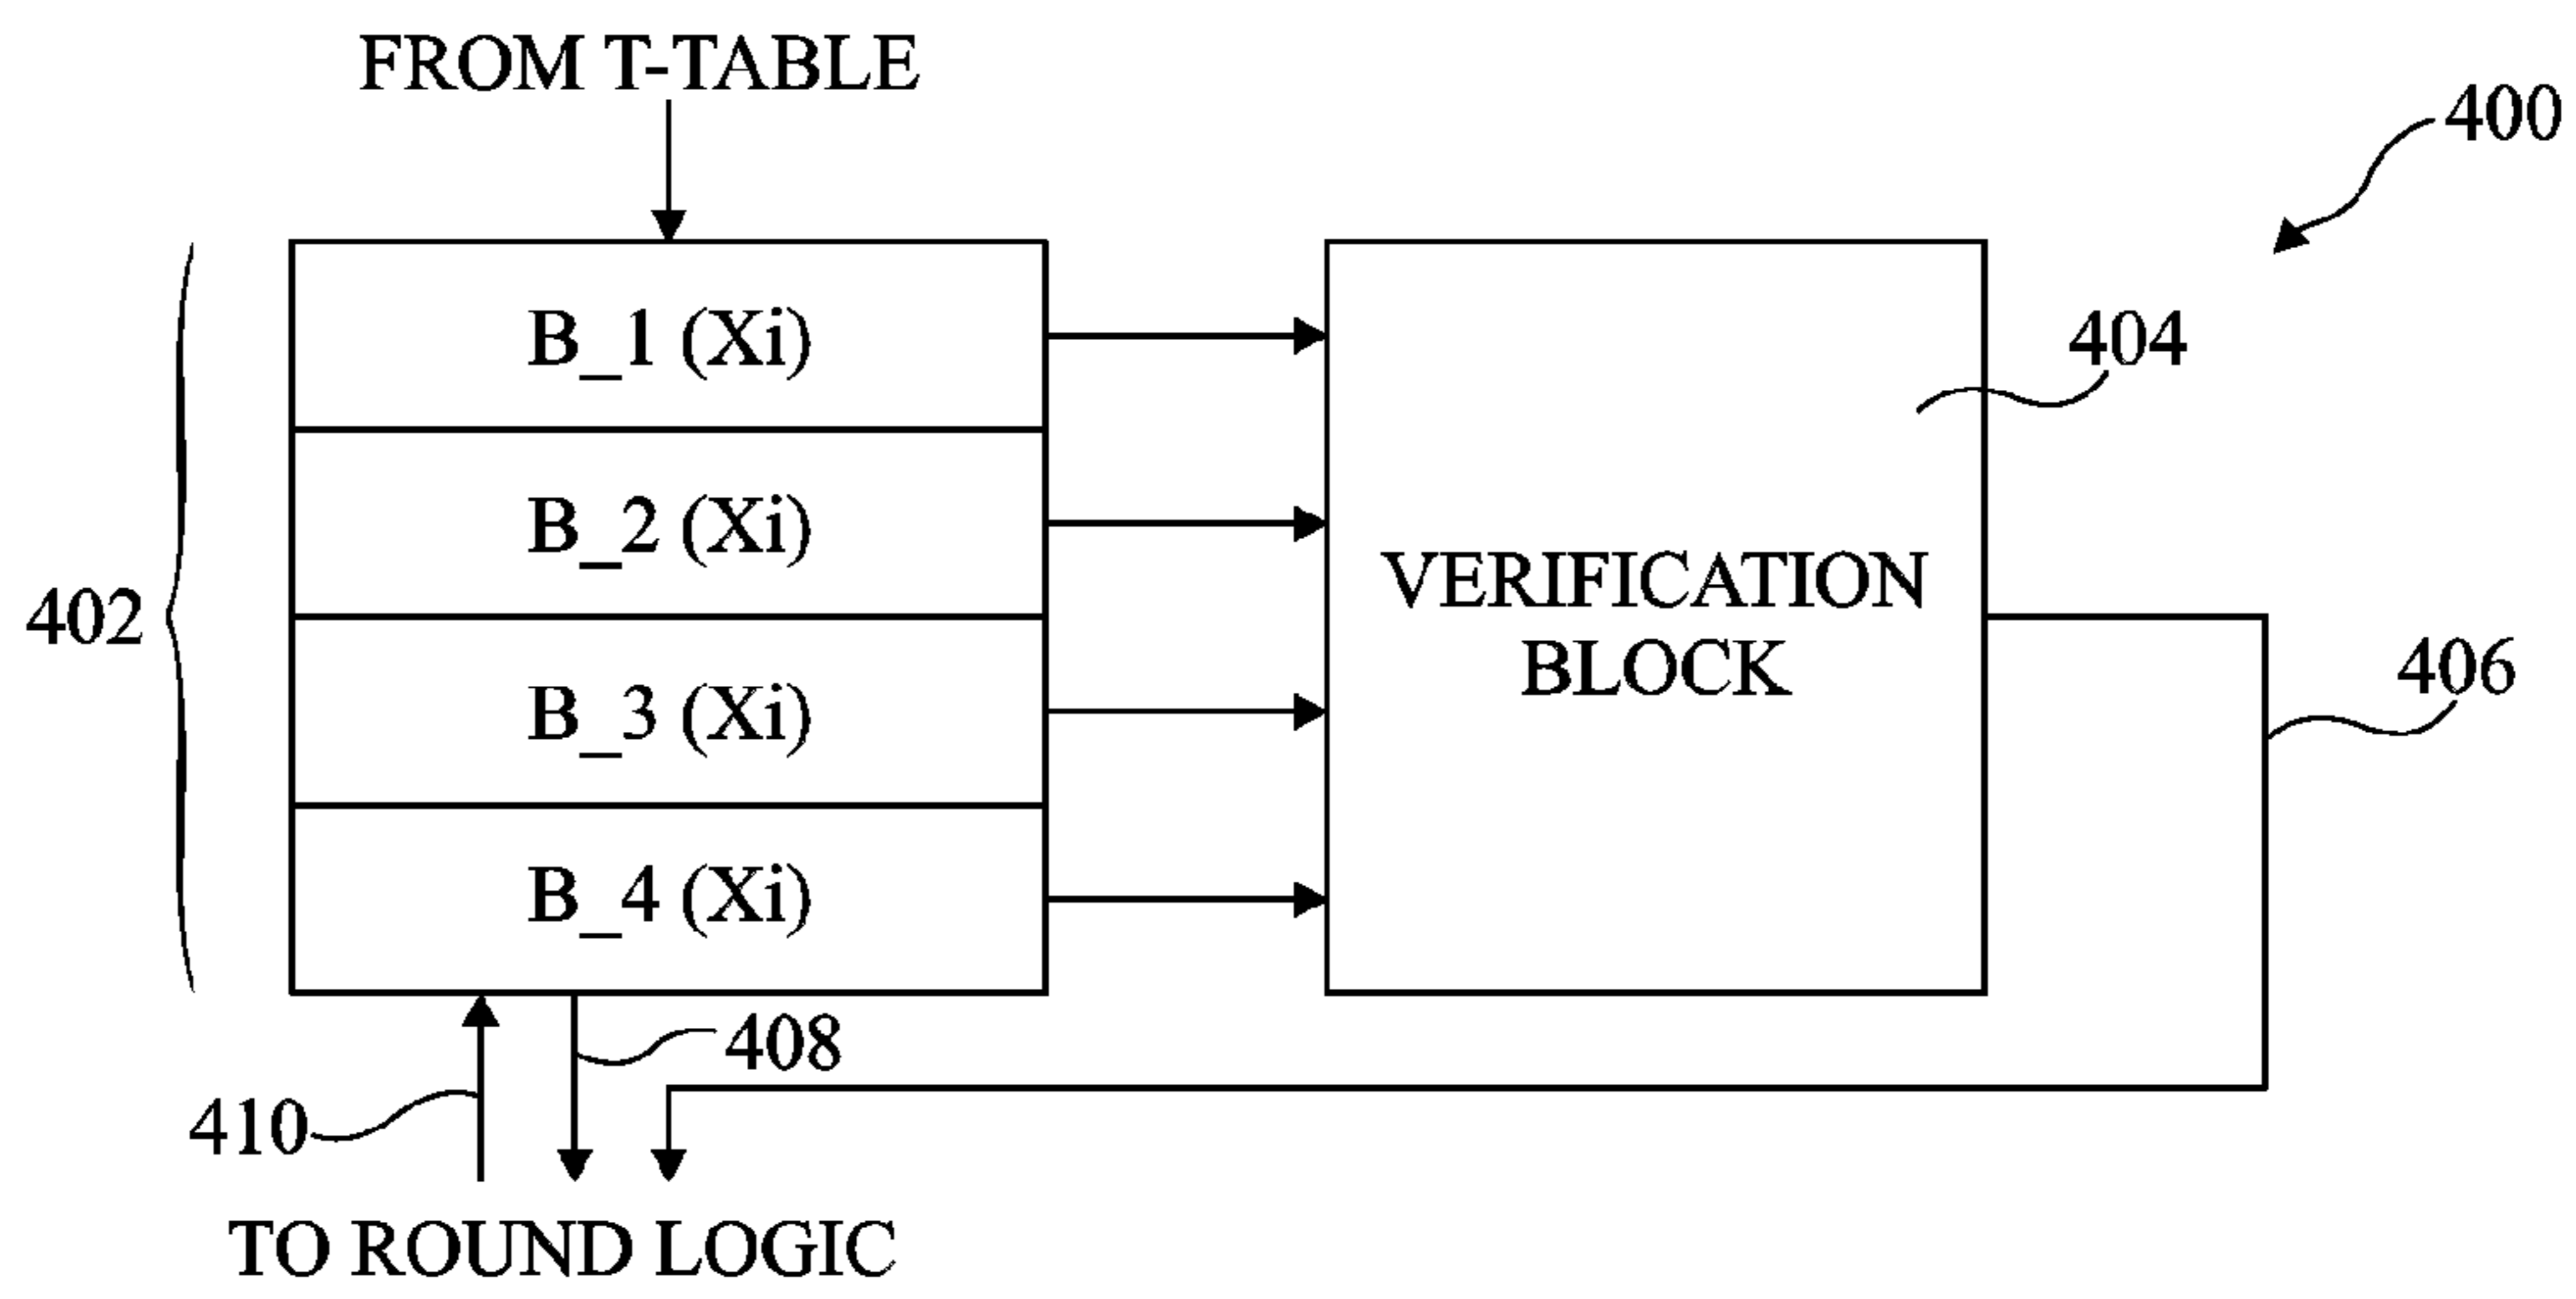 FROM T-TABLE
400
B_1 (Xi)
404
B_2 (Xi)
VERIFICATION
BLOCK
402
406
B_3 (Xi)
B_4 (Xi)
408
410
TO ROUND LOGIC